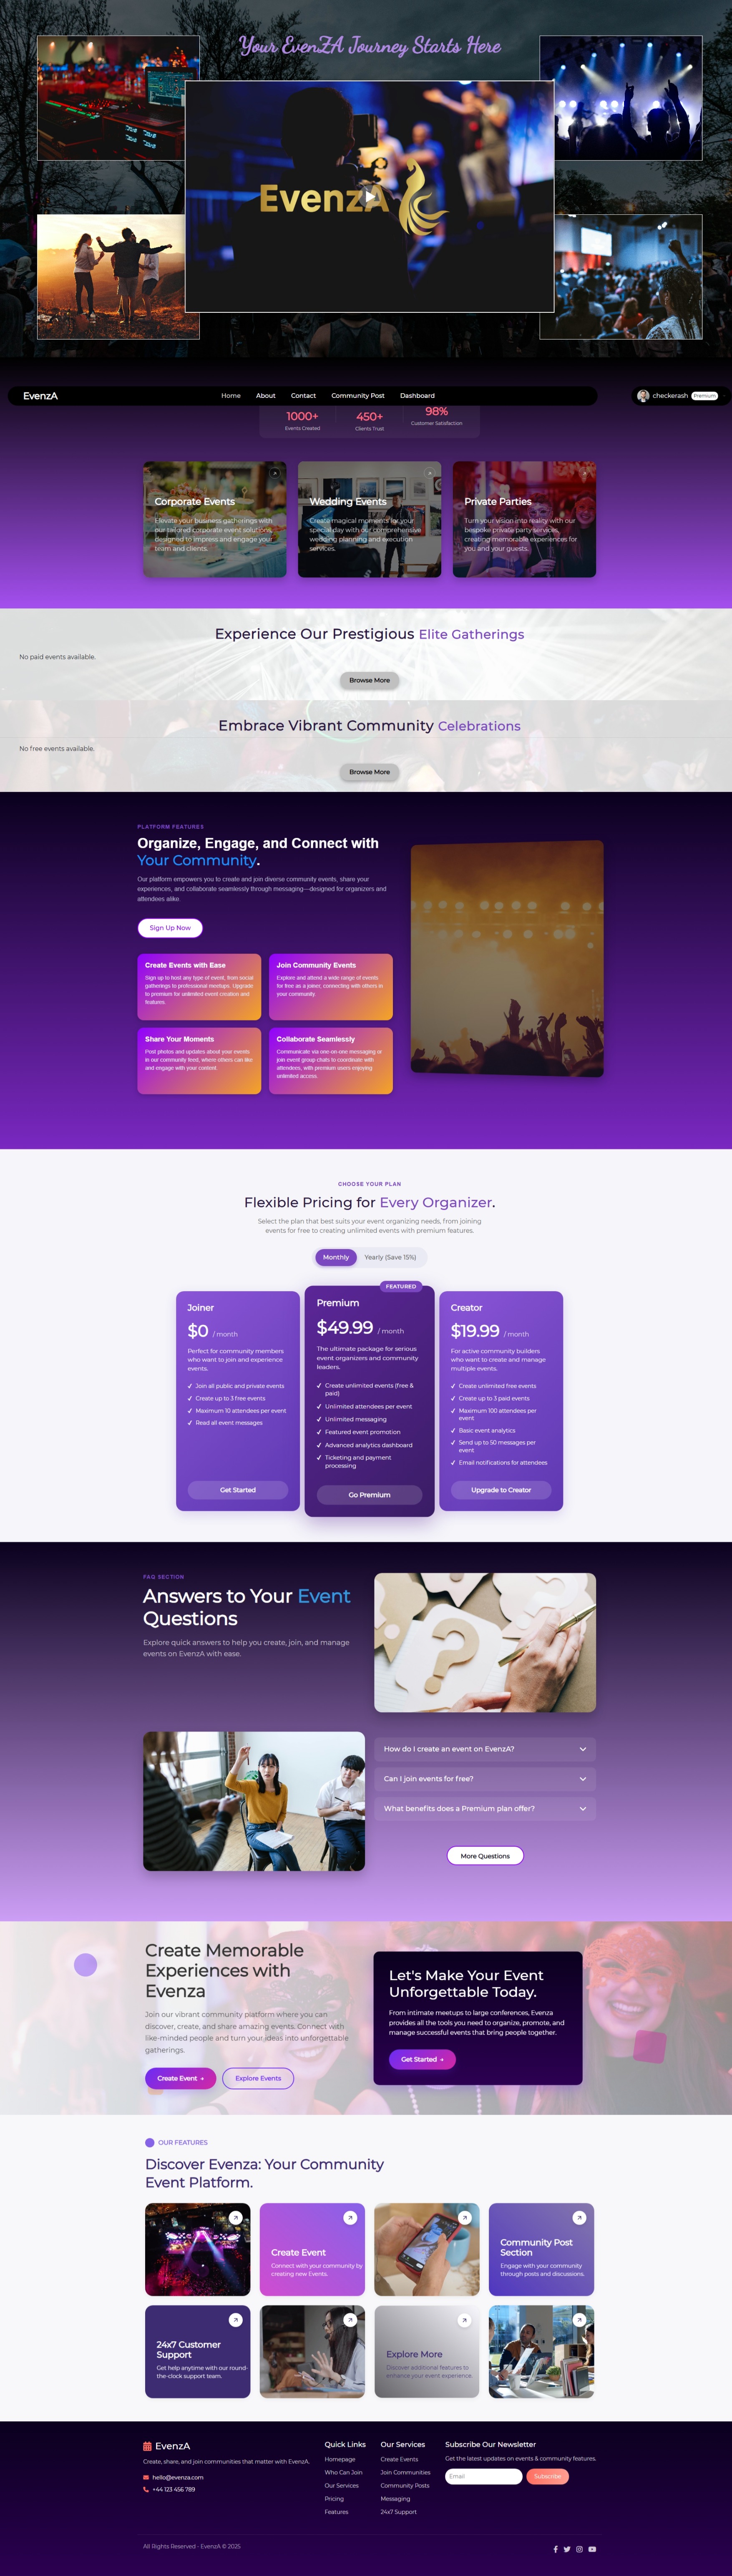 Your EvenZA Journey Starts Here
EvenzA
EvenzA
Home
About
Contact
Community Post
Dashboard
checkerash
Premium
1000+
Events Created
450+
Clients Trust
98%
Customer Satisfaction
Corporate Events
Elevate your business gatherings with
our tailored corporate event solutions,
designed to impress and engage your
team and clients.
Wedding Events
Create magical moments for your
special day with our comprehensive
wedding planning and execution
services.
Private Parties
Turn your vision into reality with our
bespoke private party services,
creating memorable experiences for
you and your guests.
Experience Our Prestigious Elite Gatherings
No paid events available.
Browse More
Embrace Vibrant Community Celebrations
No free events available.
Browse More
PLATFORM FEATURES
Organize, Engage, and Connect with
Your Community.
Our platform empowers you to create and join diverse community events, share your
experiences, and collaborate seamlessly through messaging—designed for organizers and
attendees alike.
Sign Up Now
Create Events with Ease
Sign up to host any type of event, from social
gatherings to professional meetups. Upgrade
to premium for unlimited event creation and
features.
Join Community Events
Explore and attend a wide range of events
for free as a joiner, connecting with others in
your community.
Share Your Moments
Post photos and updates about your events
in our community feed, where others can like
and engage with your content.
Collaborate Seamlessly
Communicate via one-on-one messaging or
join event group chats to coordinate with
attendees, with premium users enjoying
unlimited access.
CHOOSE YOUR PLAN
Flexible Pricing for Every Organizer.
Select the plan that best suits your event organizing needs, from joining
events for free to creating unlimited events with premium features.
Monthly
Yearly (Save 15%)
Joiner
$0 / month
Perfect for community members
who want to join and experience
events.
✓ Join all public and private events
✓ Create up to 3 free events
✓ Maximum 10 attendees per event
✓ Read all event messages
Get Started
FEATURED
Premium
$49.99 / month
The ultimate package for serious
event organizers and community
leaders.
✓ Create unlimited events (free &
paid)
✓ Unlimited attendees per event
✓ Unlimited messaging
✓ Featured event promotion
✓ Advanced analytics dashboard
✓ Ticketing and payment
processing
Go Premium
Creator
$19.99 / month
For active community builders
who want to create and manage
multiple events.
✓ Create unlimited free events
✓ Create up to 3 paid events
✓ Maximum 100 attendees per
event
✓ Basic event analytics
✓ Send up to 50 messages per
event
✓ Email notifications for attendees
Upgrade to Creator
FAQ SECTION
Answers to Your Event
Questions
Explore quick answers to help you create, join, and manage
events on EvenzA with ease.
How do I create an event on EvenzA?
Can I join events for free?
What benefits does a Premium plan offer?
More Questions
Create Memorable
Experiences with
Evenza
Join our vibrant community platform where you can
discover, create, and share amazing events. Connect with
like-minded people and turn your ideas into unforgettable
gatherings.
Create Event →
Explore Events
Let's Make Your Event
Unforgettable Today.
From intimate meetups to large conferences, Evenza
provides all the tools you need to organize, promote, and
manage successful events that bring people together.
Get Started →
OUR FEATURES
Discover Evenza: Your Community
Event Platform.
Create Event
Connect with your community by
creating new Events.
Community Post
Section
Engage with your community
through posts and discussions.
24x7 Customer
Support
Get help anytime with our round-
the-clock support team.
Explore More
Discover additional features to
enhance your event experience.
EvenzA
Create, share, and join communities that matter with EvenzA.
hello@evenza.com
+44 123 456 789
Quick Links
Homepage
Who Can Join
Our Services
Pricing
Features
Our Services
Create Events
Join Communities
Community Posts
Messaging
24x7 Support
Subscribe Our Newsletter
Get the latest updates on events & community features.
Email
Subscribe
All Rights Reserved - EvenzA © 2025